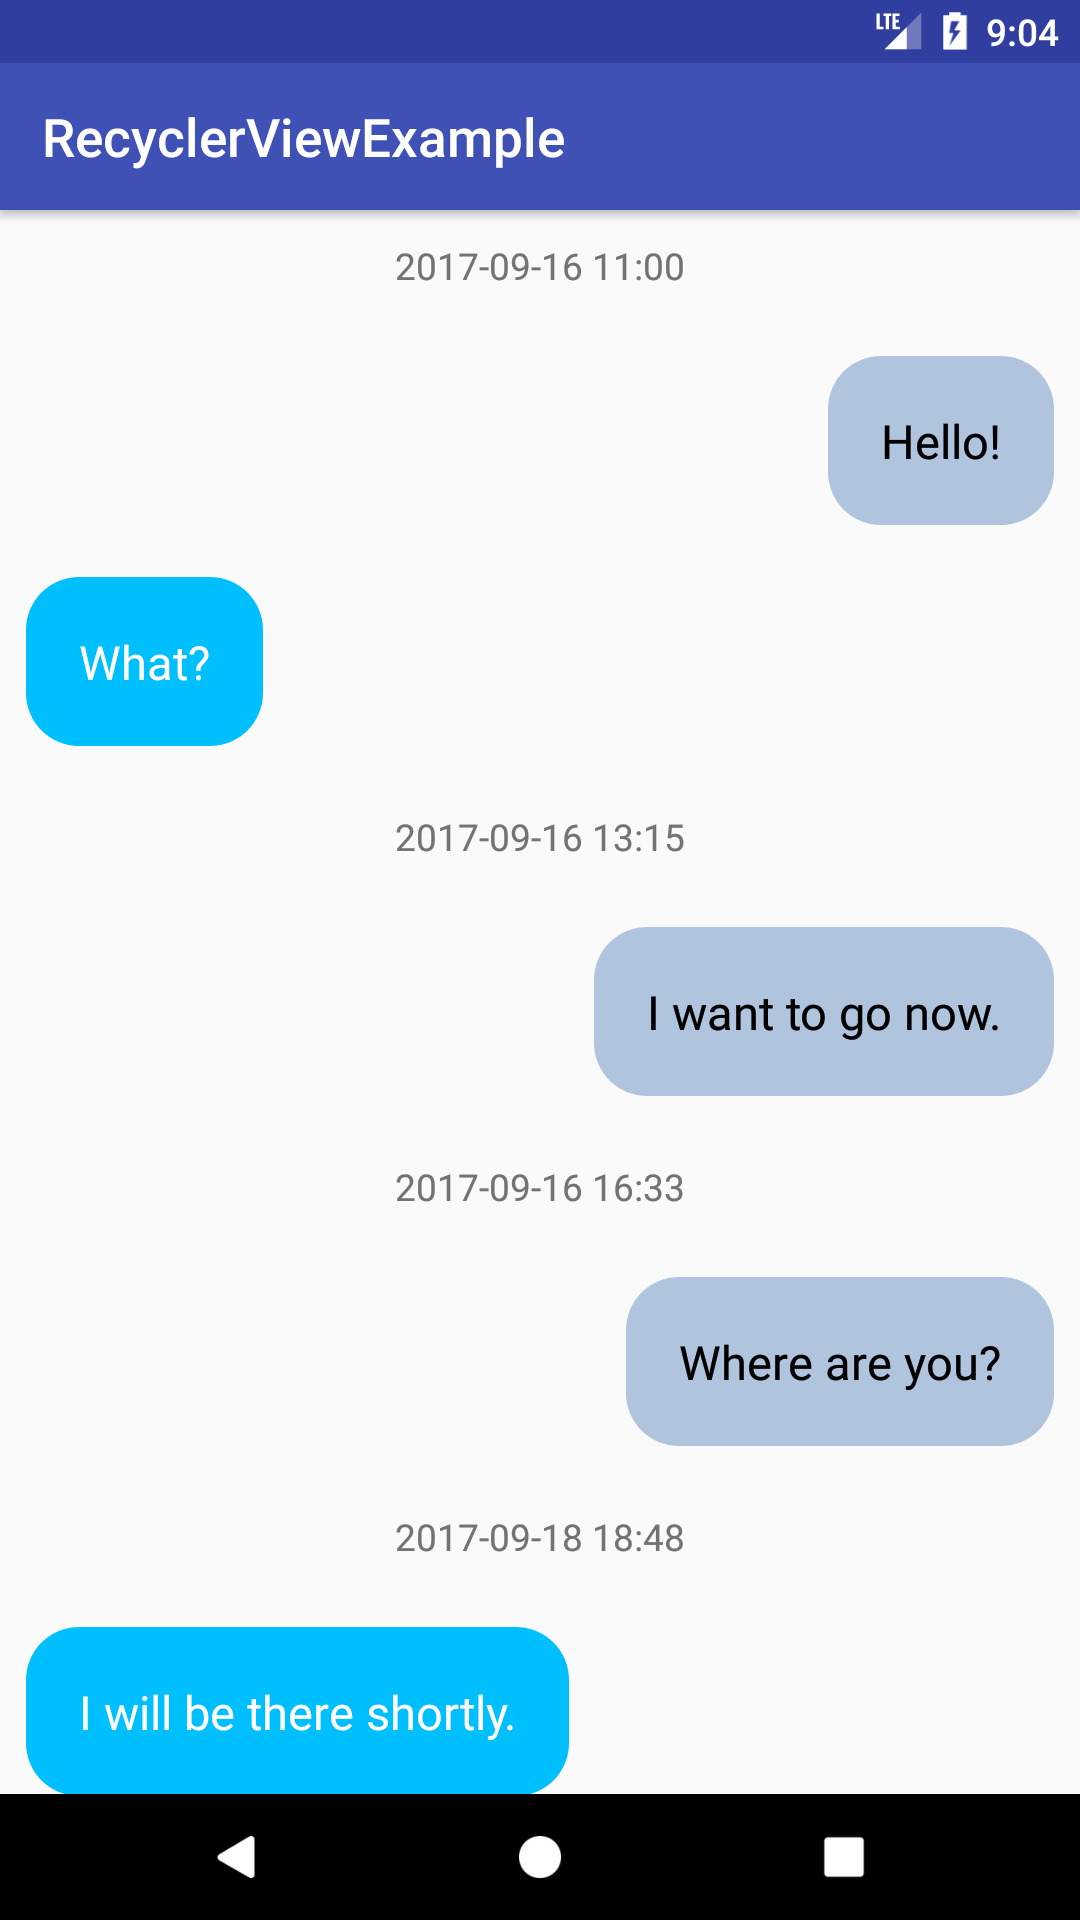 LTE 9:04
RecyclerViewExample
2017-09-16 11:00
Hello!
What?
2017-09-16 13:15
I want to go now.
2017-09-16 16:33
Where are you?
2017-09-18 18:48
I will be there shortly.